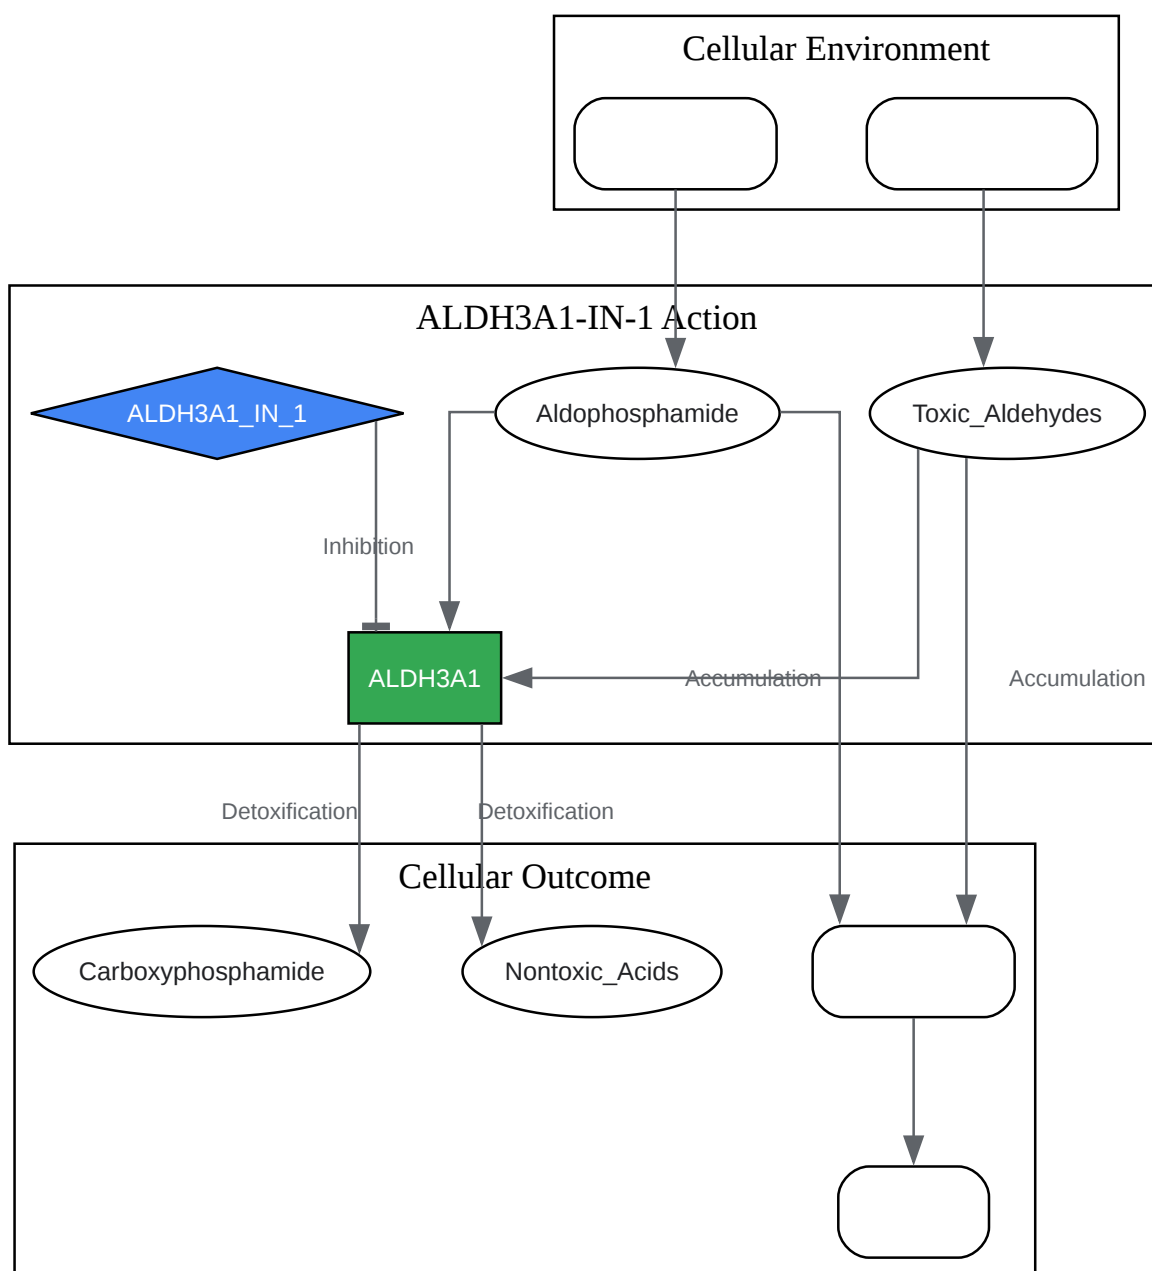 Cellular Environment
ALDH3A1-IN-1 Action
ALDH3A1_IN_1
Aldophosphamide
Toxic_Aldehydes
Inhibition
ALDH3A1
Accumulation
Accumulation
Detoxification
Detoxification
Cellular Outcome
Carboxyphosphamide
Nontoxic_Acids